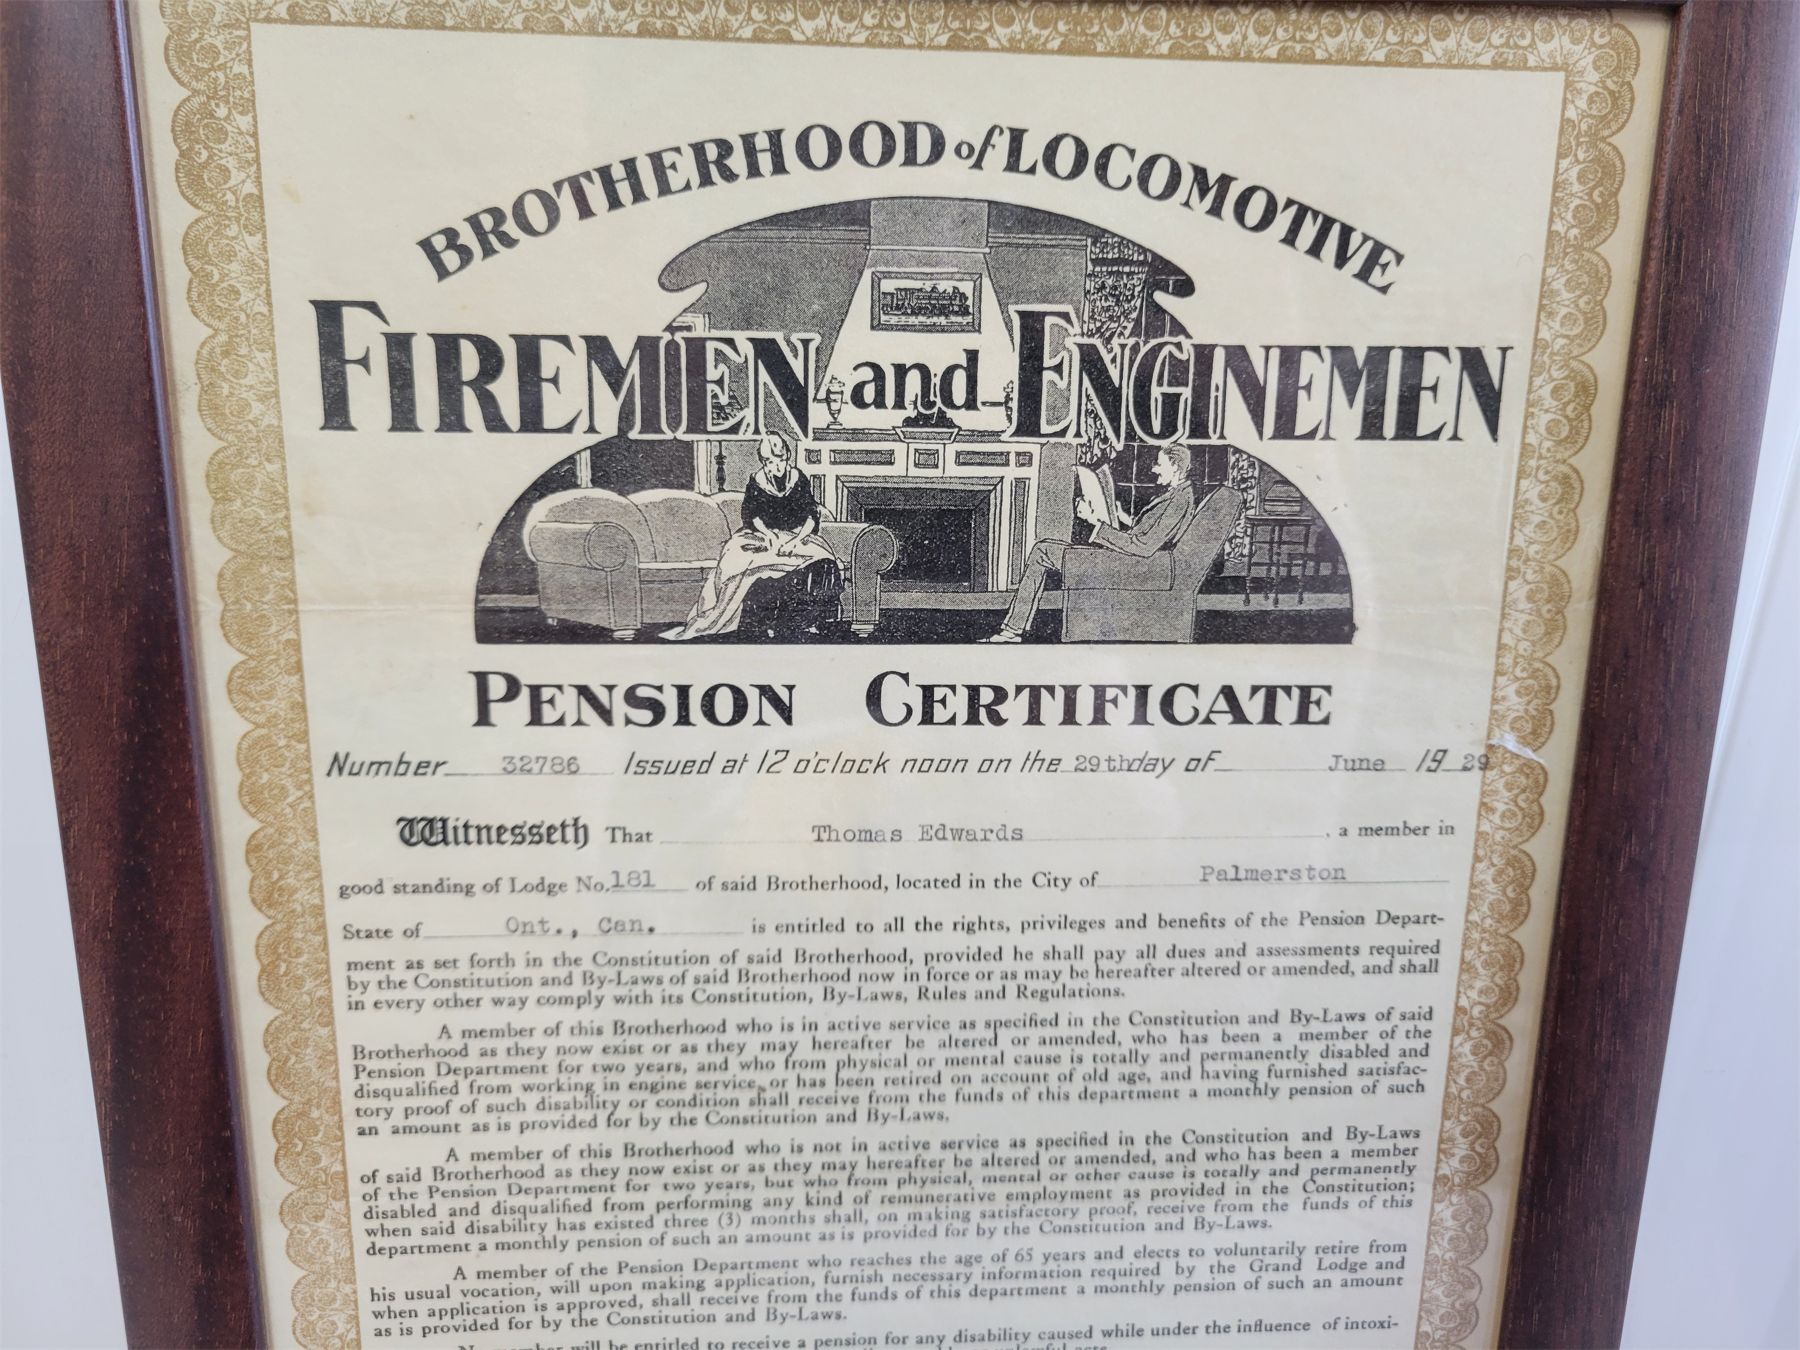 BROTHERHOOD of LOCOMOTIVE
FIREMEN and ENGINEMEN
PENSION CERTIFICATE
Number 32786 Issued at 12 o'clock noon on the 29th day of June 1929
Witnesseth That Thomas Edwards, a member in
good standing of Lodge No. 181 of said Brotherhood, located in the City of Palmerston
State of Ont., Can. is entitled to all the rights, privileges and benefits of the Pension Depart-
ment as set forth in the Constitution of said Brotherhood, provided he shall pay all dues and assessments required
by the Constitution and By-Laws of said Brotherhood now in force or as may be hereafter altered or amended, and shall
in every other way comply with its Constitution, By-Laws, Rules and Regulations.
A member of this Brotherhood who is in active service as specified in the Constitution and By-Laws of said
Brotherhood as they now exist or as they may hereafter be altered or amended, who has been a member of the
Pension Department for two years, and who from physical or mental cause is totally and permanently disabled and
disqualified from working in engine service, or has been retired on account of old age, and having furnished satisfac-
tory proof of such disability or condition shall receive from the funds of this department a monthly pension of such
an amount as is provided for by the Constitution and By-Laws.
A member of this Brotherhood who is not in active service as specified in the Constitution and By-Laws
of said Brotherhood as they now exist or as they may hereafter be altered or amended, and who has been a member
of the Pension Department for two years, but who from physical, mental or other cause is totally and permanently
disabled and disqualified from performing any kind of remunerative employment as provided in the Constitution;
when said disability has existed three (3) months shall, on making satisfactory proof, receive from the funds of this
department a monthly pension of such an amount as is provided for by the Constitution and By-Laws.
A member of the Pension Department who reaches the age of 65 years and elects to voluntarily retire from
his usual vocation, will upon making application, furnish necessary information required by the Grand Lodge and
when application is approved, shall receive from the funds of this department a monthly pension of such an amount
as is provided for by the Constitution and By-Laws.
No member will be entitled to receive a pension for any disability caused while under the influence of intoxi-